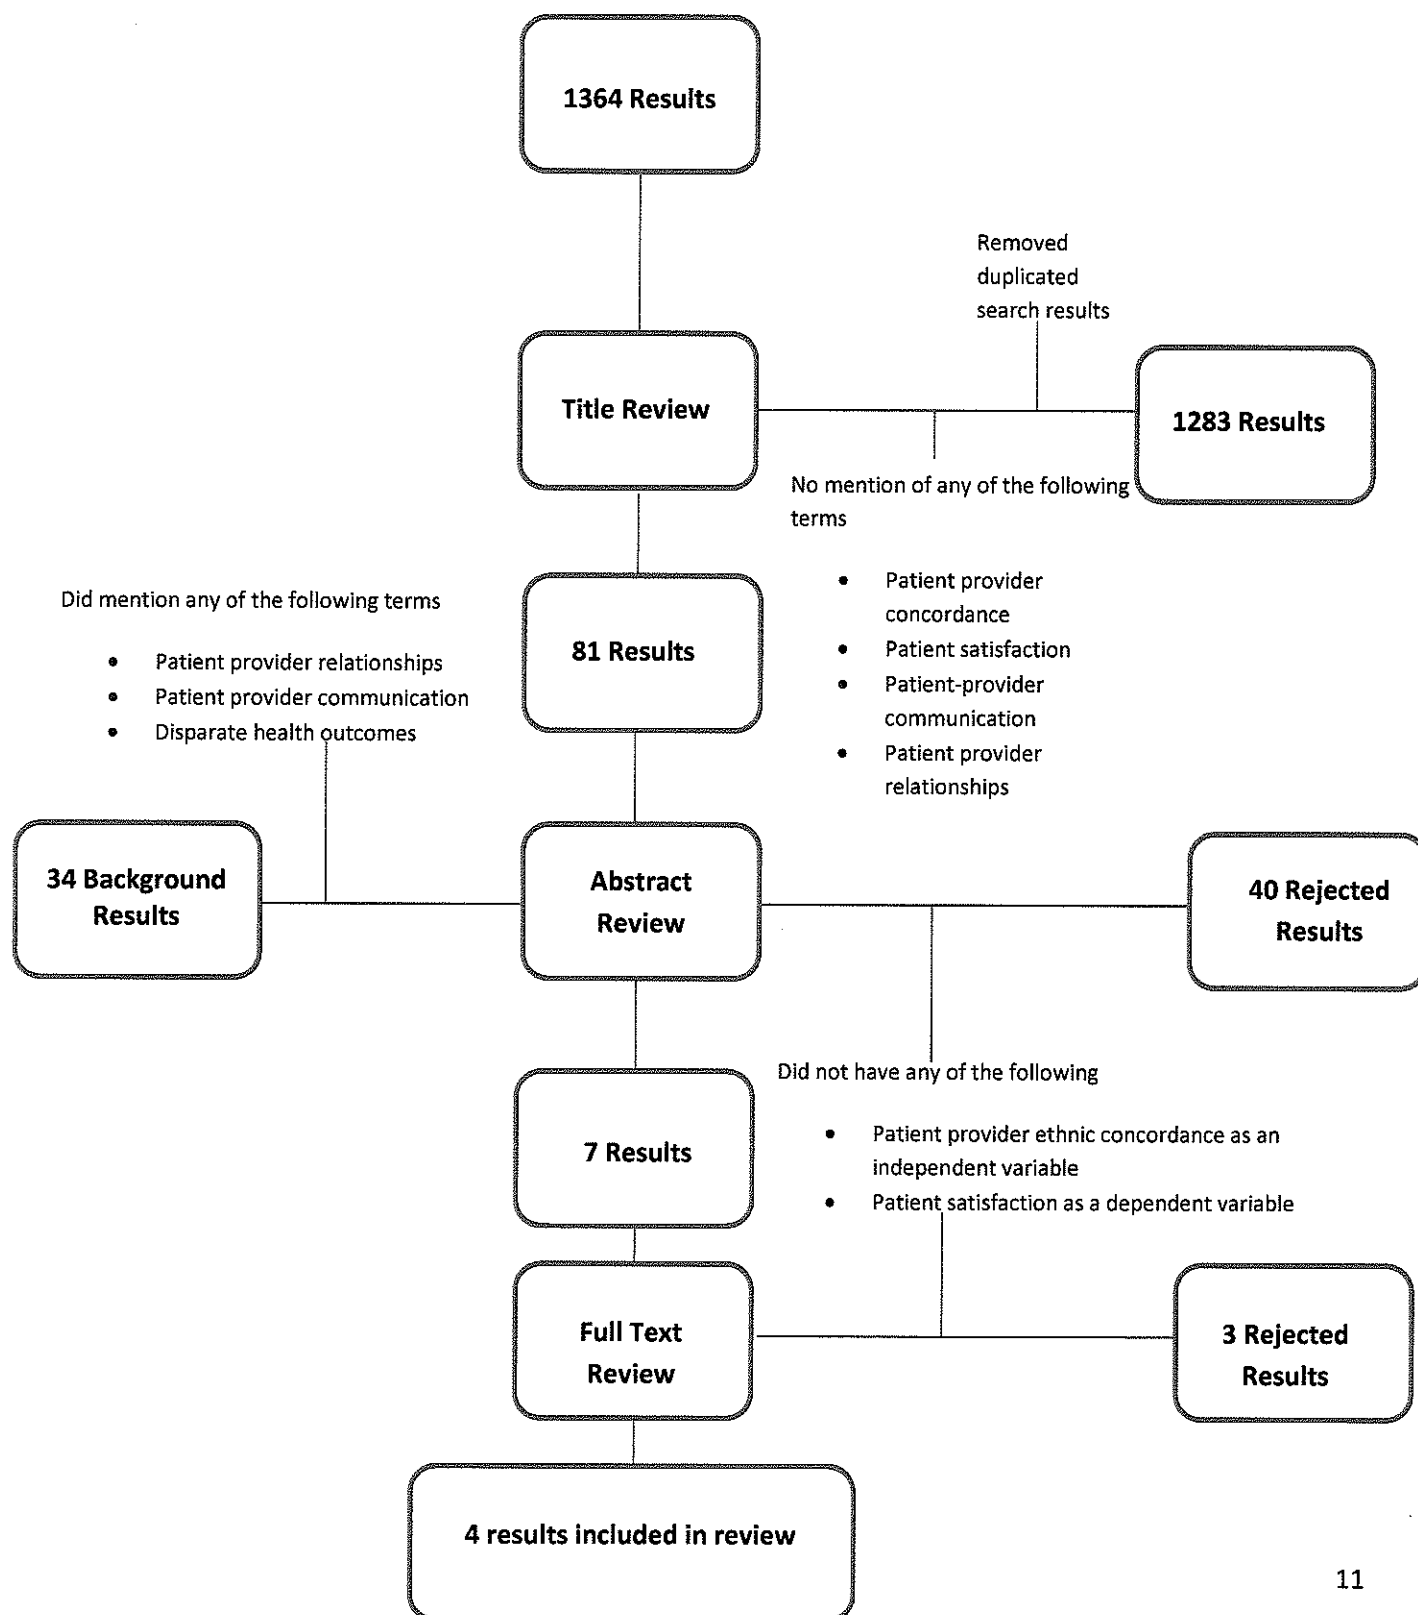 1364 Results
Removed
duplicated
search results
Title Review
1283 Results
No mention of any of the following
terms
• Patient provider
concordance
• Patient satisfaction
• Patient-provider
communication
• Patient provider
relationships
81 Results
Did mention any of the following terms
• Patient provider relationships
• Patient provider communication
• Disparate health outcomes
34 Background
Results
Abstract
Review
40 Rejected
Results
Did not have any of the following
• Patient provider ethnic concordance as an
independent variable
• Patient satisfaction as a dependent variable
7 Results
Full Text
Review
3 Rejected
Results
4 results included in review
11